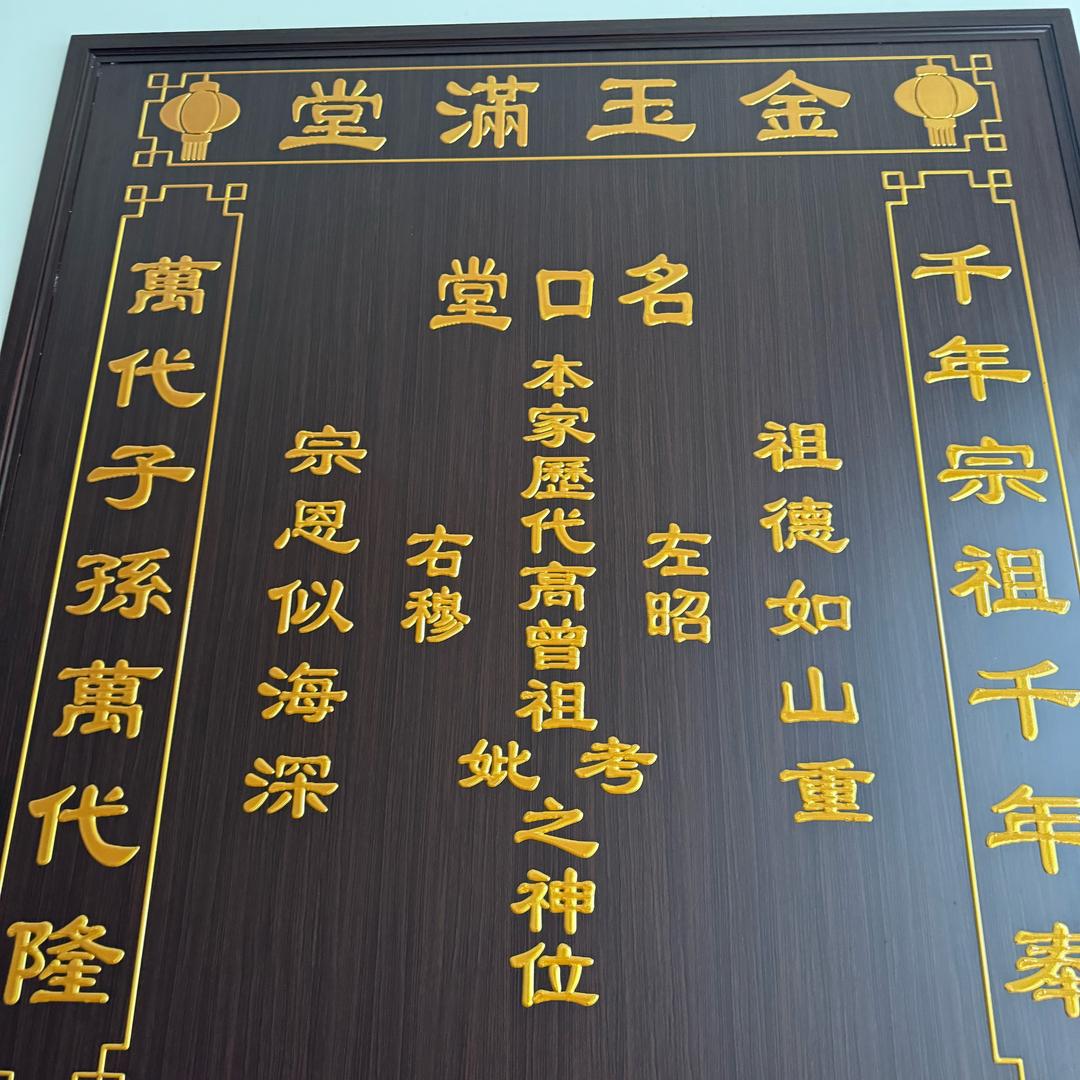 金玉滿堂
千年宗祖千年奉
名口堂
祖德如山重
左昭
本家歷代高曾祖
考妣
之神位
右穆
宗恩似海深
萬代子孫萬代隆